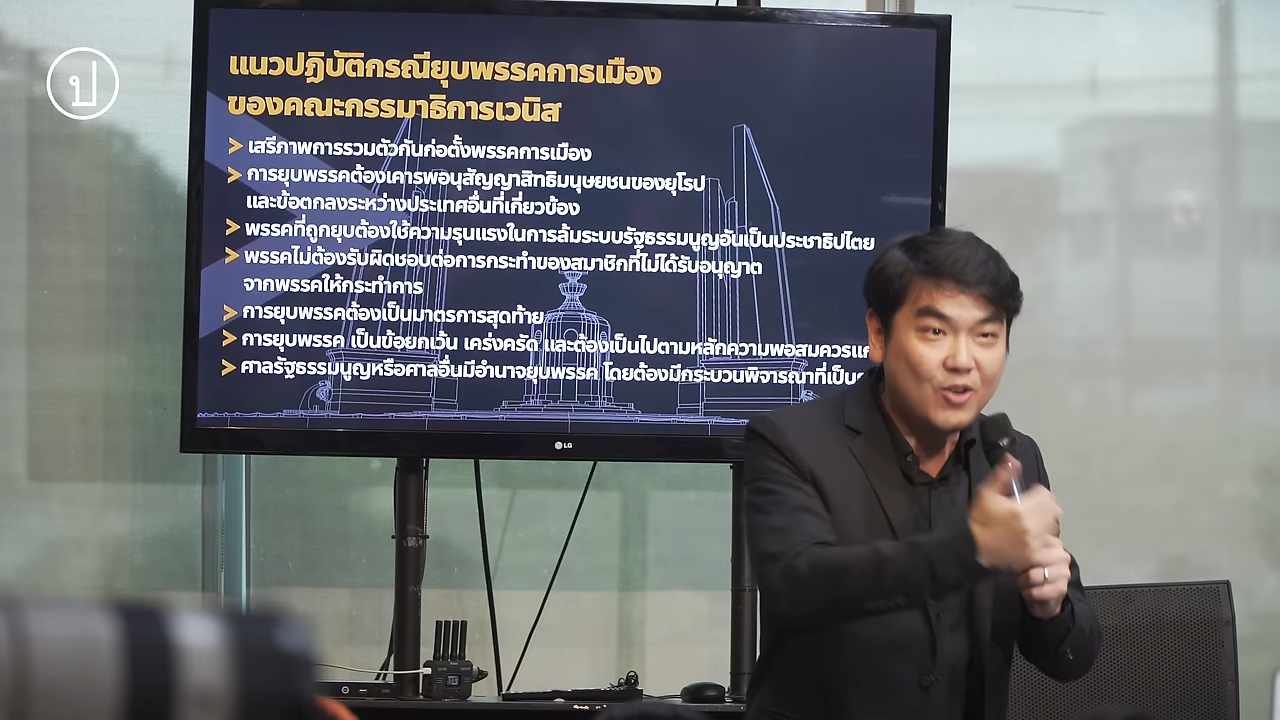 ป
แนวปฏิบัติกรณียุบพรรคการเมือง
ของคณะกรรมาธิการเวนิส
เสรีภาพการรวมตัวกันก่อตั้งพรรคการเมือง
การยุบพรรคต้องเคารพอนุสัญญาสิทธิมนุษยชนของยุโรป
และข้อตกลงระหว่างประเทศอื่นที่เกี่ยวข้อง
พรรคที่ถูกยุบต้องใช้ความรุนแรงในการล้มระบบรัฐธรรมนูญอันเป็นประชาธิปไตย
พรรคไม่ต้องรับผิดชอบต่อการกระทำของสมาชิกที่ไม่ได้รับอนุญาต
จากพรรคให้กระทำการ
การยุบพรรคต้องเป็นมาตรการสุดท้าย
การยุบพรรค เป็นข้อยกเว้น เคร่งครัด และต้องเป็นไปตามหลักความพอสมควรแก่
ศาลรัฐธรรมนูญหรือศาลอื่นมีอำนาจยุบพรรค โดยต้องมีกระบวนพิจารณาที่เป็น
LG